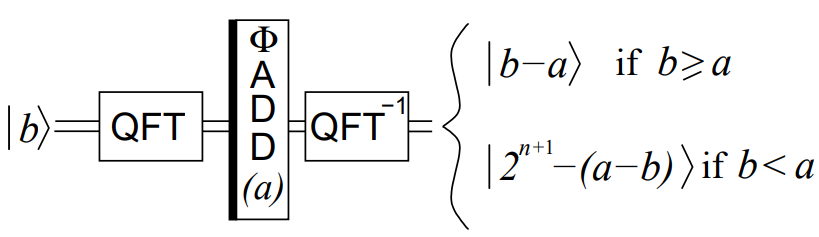 |b⟩ QFT Φ A D D (a) QFT⁻¹
|b−a⟩ if b⩾a
|2ⁿ⁺¹−(a−b)⟩ if b<a